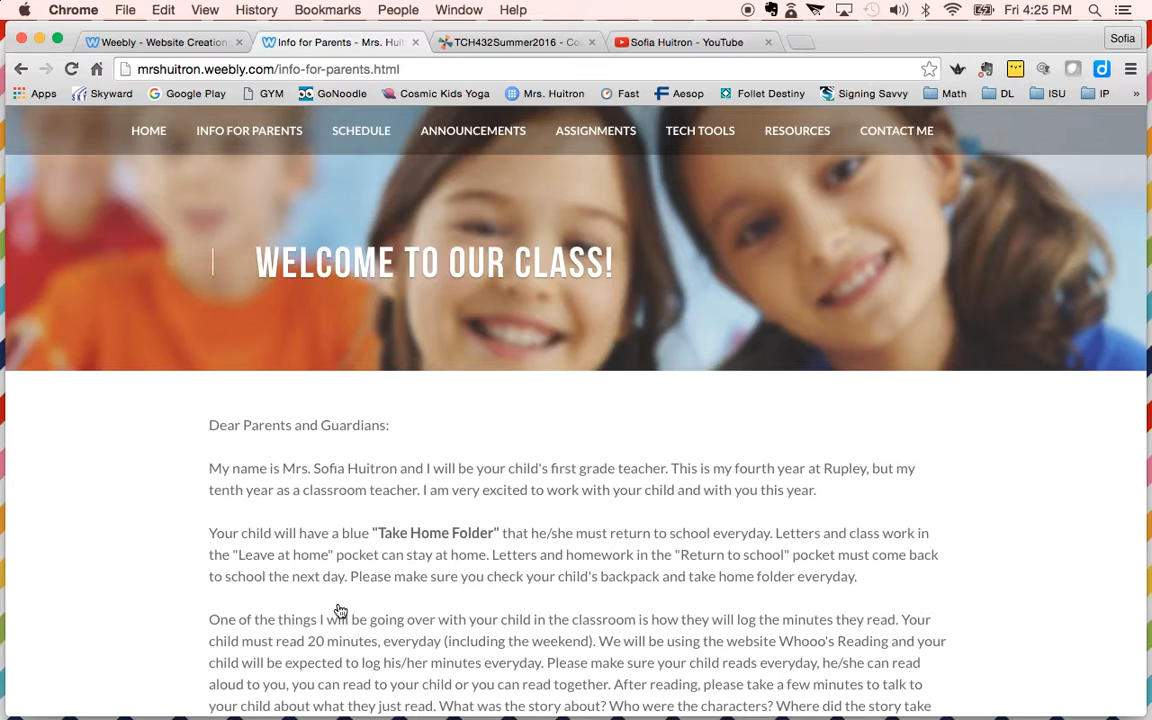 Chrome File Edit View History Bookmarks People Window Help Fri 4:25 PM
Weebly - Website Creation Info for Parents - Mrs. Huit TCH432Summer2016 - Co Sofia Huitron - YouTube Sofia
mrshuitron.weebly.com/info-for-parents.html
Apps Skyward Google Play GYM GoNoodle Cosmic Kids Yoga Mrs. Huitron Fast Aesop Follet Destiny Signing Savvy Math DL ISU IP »
HOME INFO FOR PARENTS SCHEDULE ANNOUNCEMENTS ASSIGNMENTS TECH TOOLS RESOURCES CONTACT ME
WELCOME TO OUR CLASS!
Dear Parents and Guardians:
My name is Mrs. Sofia Huitron and I will be your child's first grade teacher. This is my fourth year at Rupley, but my
tenth year as a classroom teacher. I am very excited to work with your child and with you this year.
Your child will have a blue "Take Home Folder" that he/she must return to school everyday. Letters and class work in
the "Leave at home" pocket can stay at home. Letters and homework in the "Return to school" pocket must come back
to school the next day. Please make sure you check your child's backpack and take home folder everyday.
One of the things I will be going over with your child in the classroom is how they will log the minutes they read. Your
child must read 20 minutes, everyday (including the weekend). We will be using the website Whooo's Reading and your
child will be expected to log his/her minutes everyday. Please make sure your child reads everyday, he/she can read
aloud to you, you can read to your child or you can read together. After reading, please take a few minutes to talk to
your child about what they just read. What was the story about? Who were the characters? Where did the story take